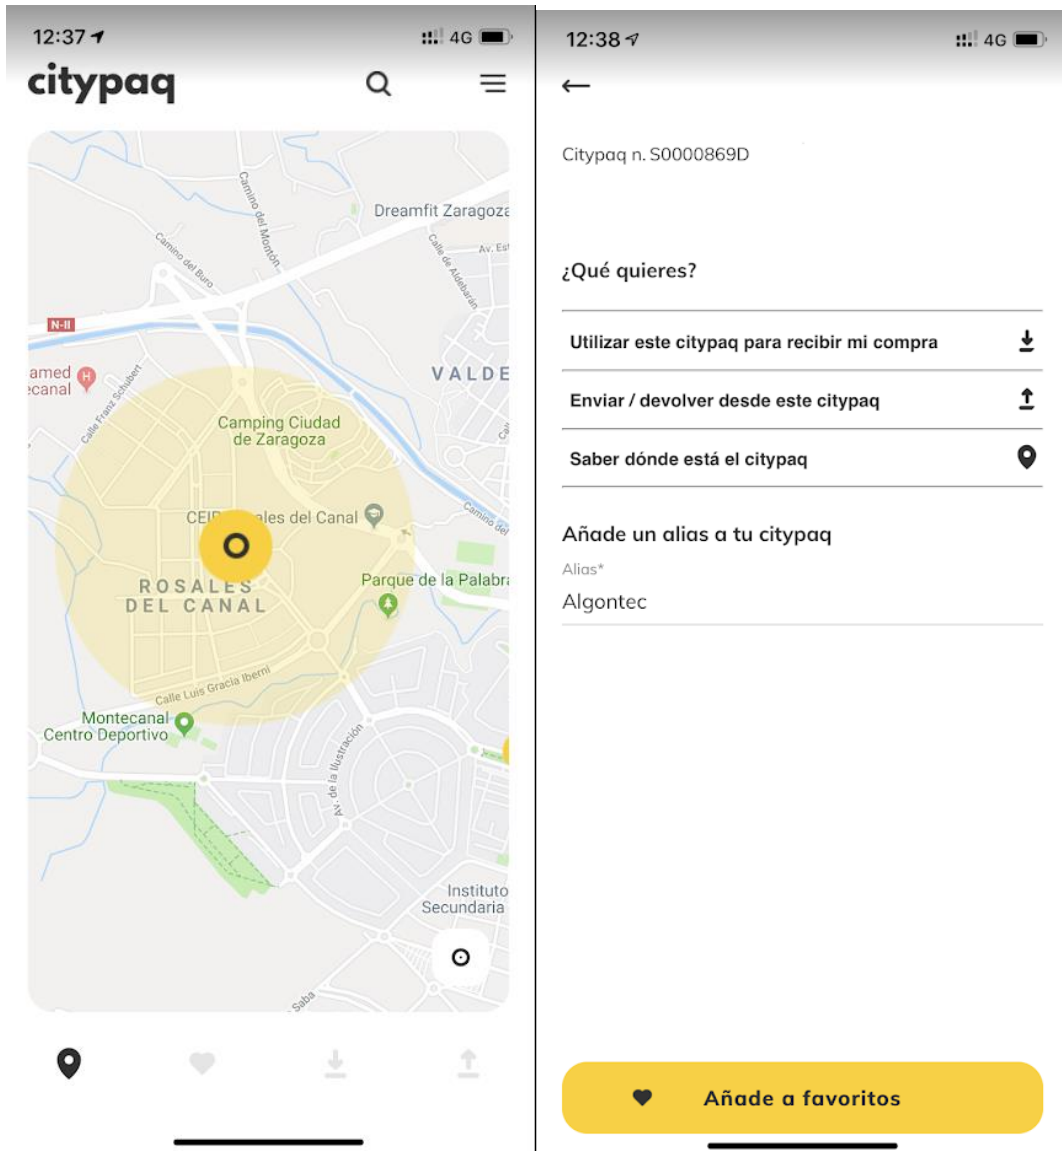 12:37
4G
citypaq
Camino del Montón
Dreamfit Zaragoza
Camino del Buro
Calle de Aldebarán
Av. Est
N-II
amed
ecanal
H
Calle Franz Schubert
VALDE
Camping Ciudad
de Zaragoza
Camino del
ales del Canal
ROSALES
DEL CANAL
Parque de la Palabra
Calle Luis Gracia Iberni
Montecanal
Centro Deportivo
Av. de la Ilustración
Instituto
Secundaria
Saba
12:38
4G
Citypaq n. S0000869D
¿Qué quieres?
Utilizar este citypaq para recibir mi compra
Enviar / devolver desde este citypaq
Saber dónde está el citypaq
Añade un alias a tu citypaq
Alias*
Algontec
Añade a favoritos